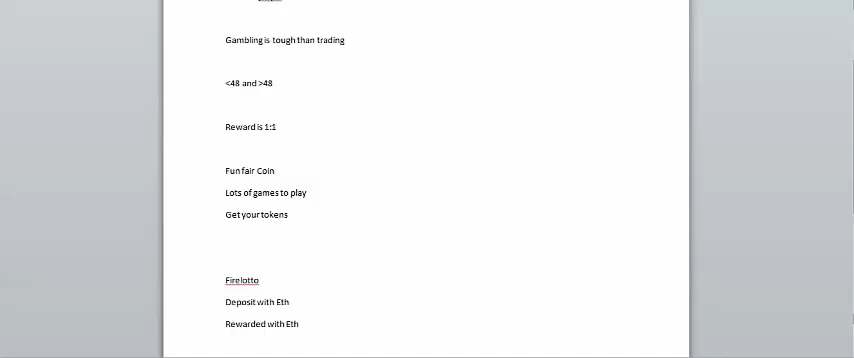 Gambling is tough than trading
<48 and >48
Reward is 1:1
Fun fair Coin
Lots of games to play
Get your tokens
Firelotto
Deposit with Eth
Rewarded with Eth